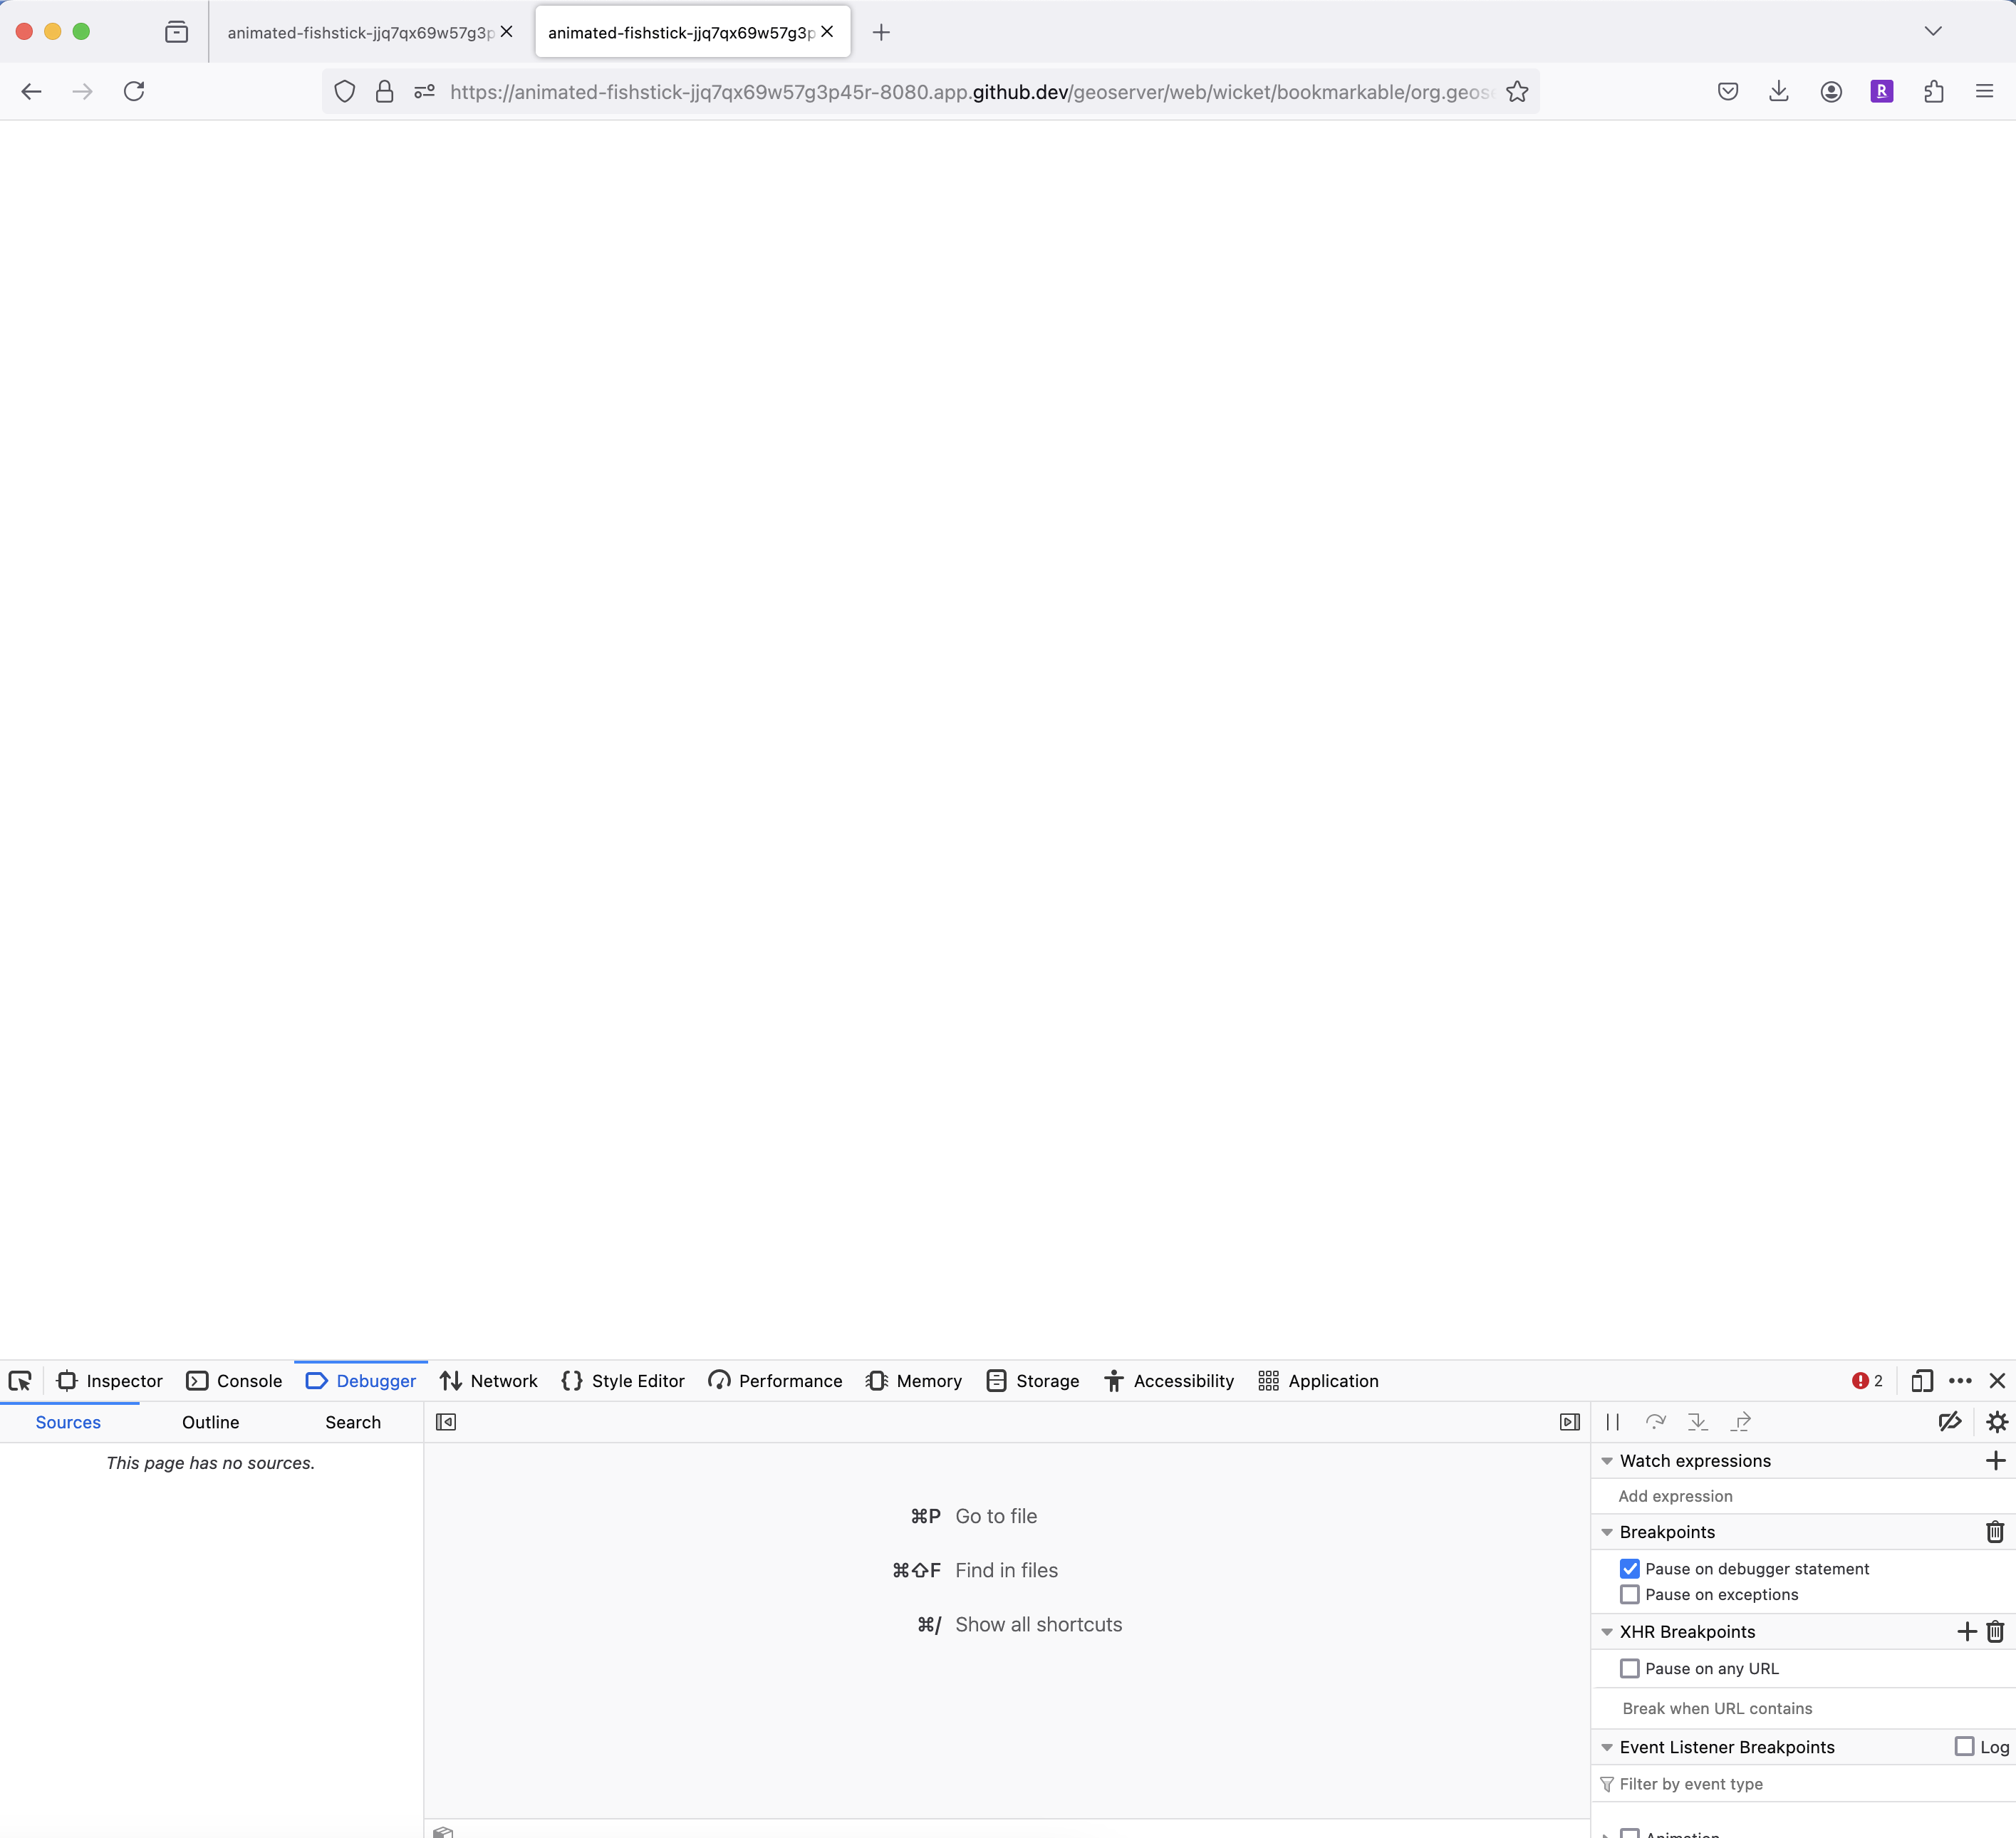 animated-fishstick-jjq7qx69w57g3p
animated-fishstick-jjq7qx69w57g3p
https://animated-fishstick-jjq7qx69w57g3p45r-8080.app.github.dev/geoserver/web/wicket/bookmarkable/org.geos
R
Inspector
Console
Debugger
Network
Style Editor
Performance
Memory
Storage
Accessibility
Application
2
Sources
Outline
Search
This page has no sources.
⌘P Go to file
⌘⇧F Find in files
⌘/ Show all shortcuts
Watch expressions
Add expression
Breakpoints
Pause on debugger statement
Pause on exceptions
XHR Breakpoints
Pause on any URL
Break when URL contains
Event Listener Breakpoints
Log
Filter by event type
Animation